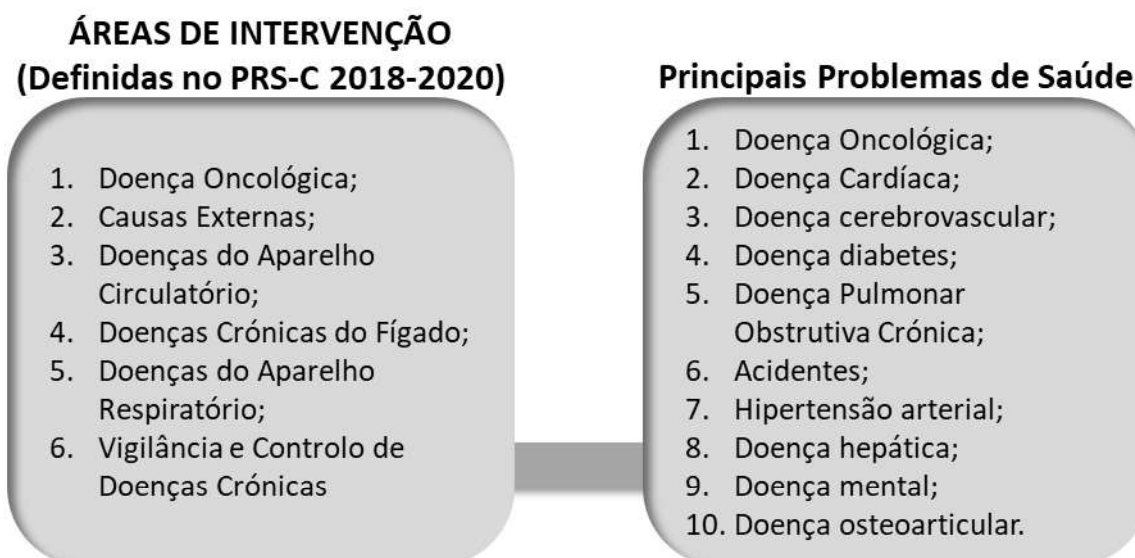 ÁREAS DE INTERVENÇÃO
(Definidas no PRS-C 2018-2020)
1. Doença Oncológica;
2. Causas Externas;
3. Doenças do Aparelho
Circulatório;
4. Doenças Crónicas do Fígado;
5. Doenças do Aparelho
Respiratório;
6. Vigilância e Controlo de
Doenças Crónicas
Principais Problemas de Saúde
1. Doença Oncológica;
2. Doença Cardíaca;
3. Doença cerebrovascular;
4. Doença diabetes;
5. Doença Pulmonar
Obstrutiva Crónica;
6. Acidentes;
7. Hipertensão arterial;
8. Doença hepática;
9. Doença mental;
10. Doença osteoarticular.